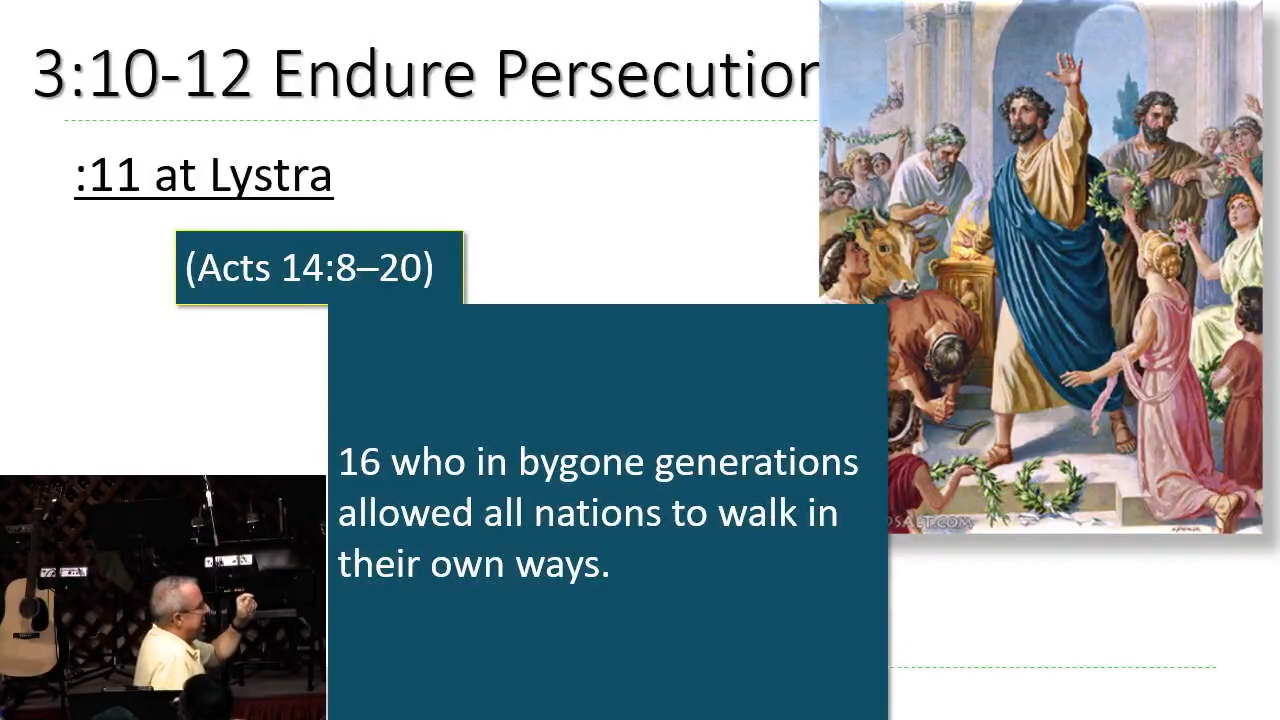 3:10-12 Endure Persecution
:11 at Lystra
(Acts 14:8–20)
16 who in bygone generations
allowed all nations to walk in
their own ways.